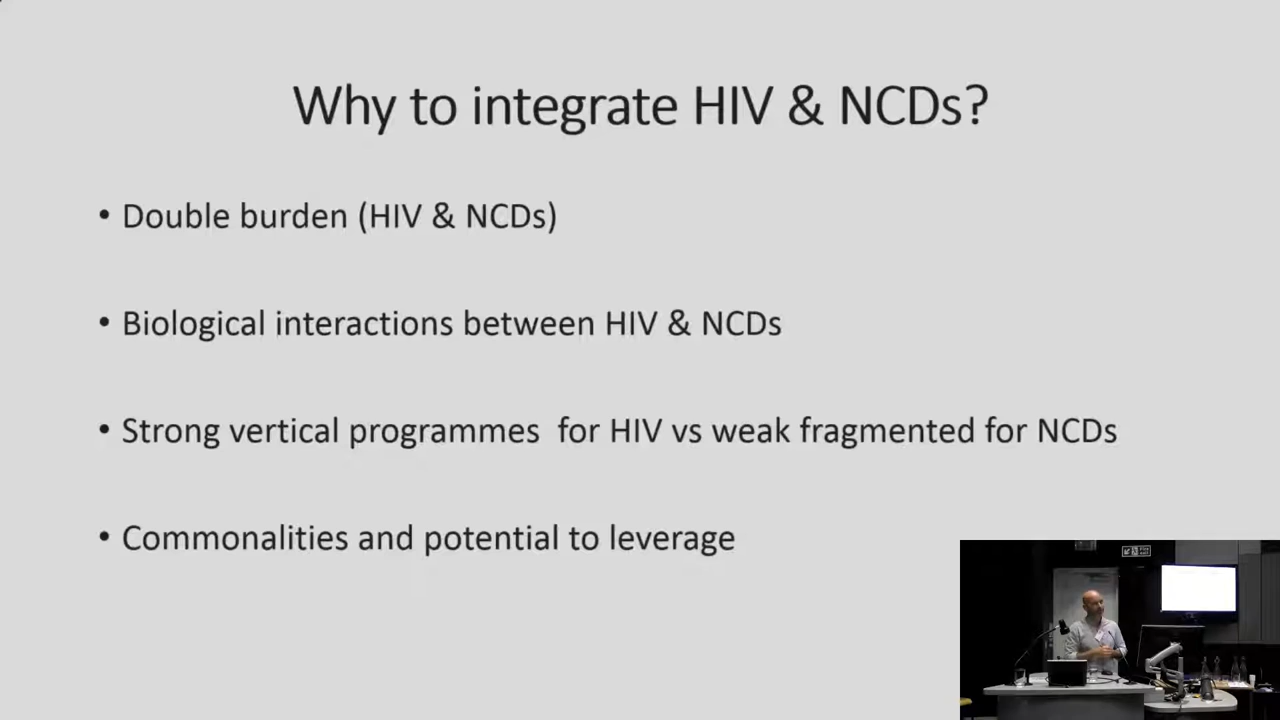 Why to integrate HIV & NCDs?
• Double burden (HIV & NCDs)
• Biological interactions between HIV & NCDs
• Strong vertical programmes  for HIV vs weak fragmented for NCDs
• Commonalities and potential to leverage